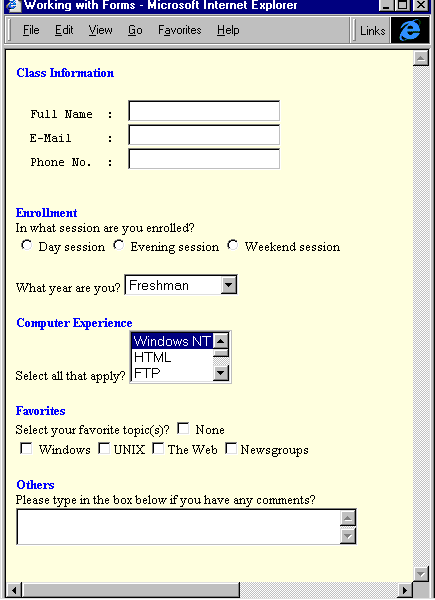 Working with Forms - Microsoft Internet Explorer
File Edit View Go Favorites Help Links
Class Information
Full Name :
E-Mail :
Phone No. :
Enrollment
In what session are you enrolled?
Day session Evening session Weekend session
What year are you? Freshman
Computer Experience
Windows NT
HTML
Select all that apply? FTP
Favorites
Select your favorite topic(s)? None
Windows UNIX The Web Newsgroups
Others
Please type in the box below if you have any comments?